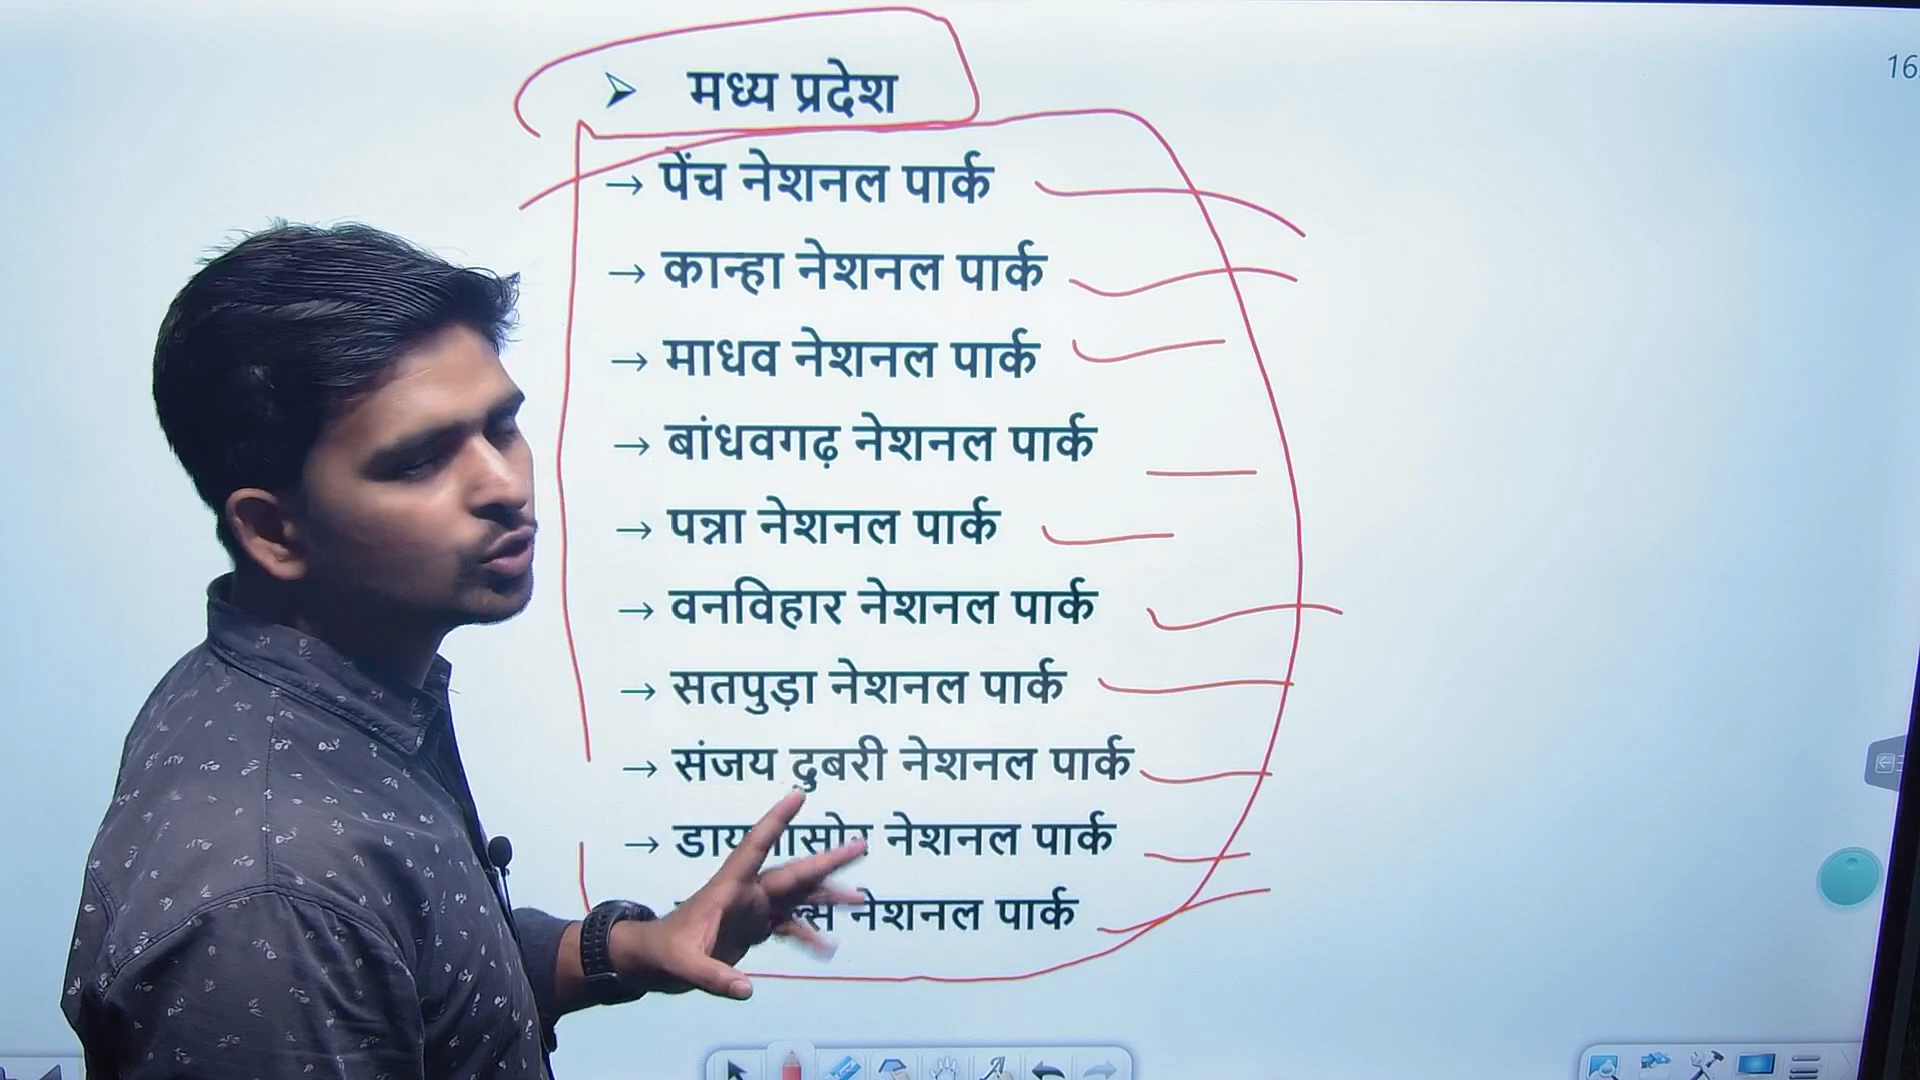 16
➢ मध्य प्रदेश
→ पेंच नेशनल पार्क
→ कान्हा नेशनल पार्क
→ माधव नेशनल पार्क
→ बांधवगढ़ नेशनल पार्क
→ पन्ना नेशनल पार्क
→ वनविहार नेशनल पार्क
→ सतपुड़ा नेशनल पार्क
→ संजय दुबरी नेशनल पार्क
→ नेशनल पार्क
नेशनल पार्क